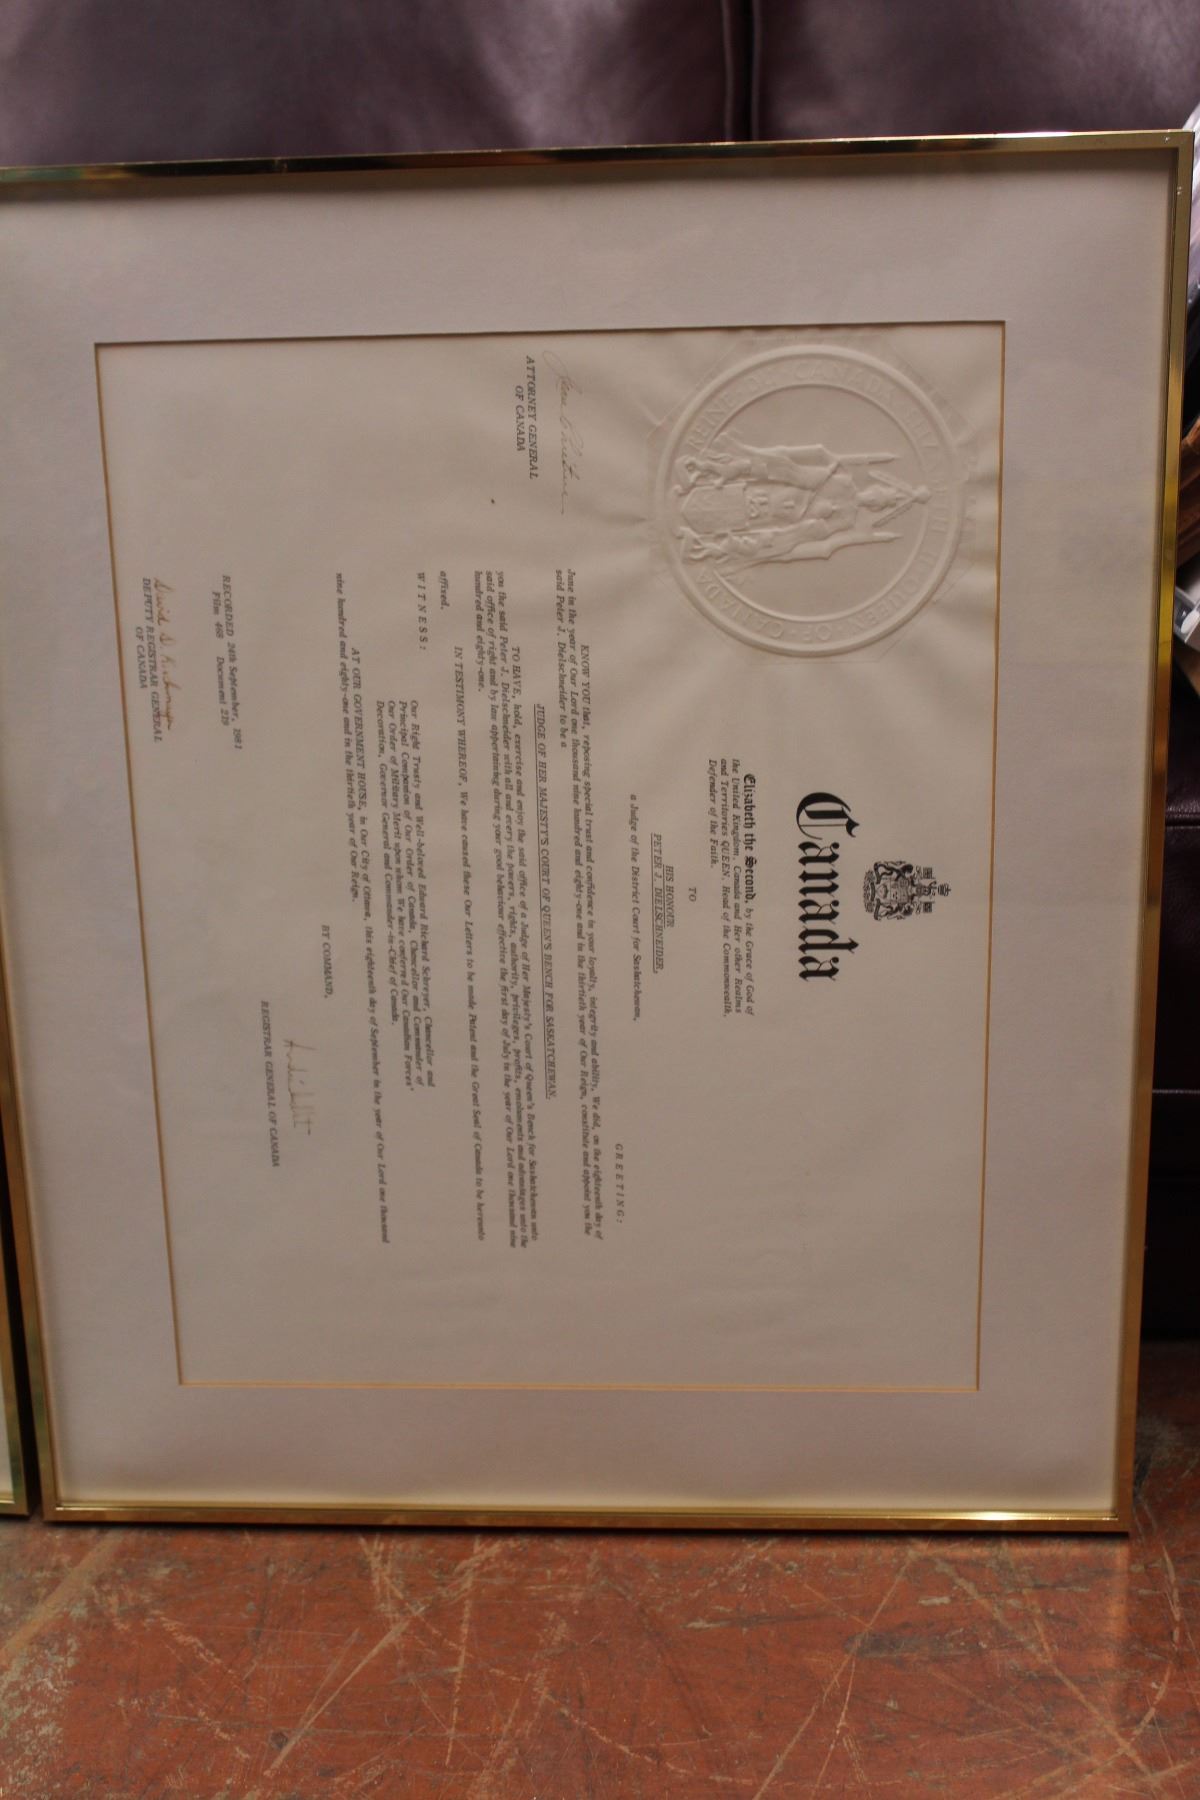 Canada
Elizabeth the Second, by the Grace of God of
the United Kingdom, Canada and Her other Realms
and Territories QUEEN, Head of the Commonwealth,
Defender of the Faith.
TO
HIS HONOUR
PETER J. DIELSCHNEIDER,
a Judge of the District Court for Saskatchewan,
GREETING:
KNOW YOU that, reposing special trust and confidence in your loyalty, integrity and ability, We did, on the eighteenth day of
June in the year of Our Lord one thousand nine hundred and eighty-one and in the thirtieth year of Our Reign, constitute and appoint you the
said Peter J. Dielschneider to be a
JUDGE OF HER MAJESTY'S COURT OF QUEEN'S BENCH FOR SASKATCHEWAN.
TO HAVE, hold, exercise and enjoy the said office of a Judge of Her Majesty's Court of Queen's Bench for Saskatchewan unto
you the said Peter J. Dielschneider with all and every the powers, rights, authority, privileges, profits, emoluments and advantages unto the
said office of right and by law appertaining during your good behaviour effective the first day of July in the year of Our Lord one thousand nine
hundred and eighty-one.
IN TESTIMONY WHEREOF, We have caused these Our Letters to be made Patent and the Great Seal of Canada to be hereunto
affixed.
WITNESS:
Our Right Trusty and Well-beloved Edward Richard Schreyer, Chancellor and
Principal Companion of Our Order of Canada, Chancellor and Commander of
Our Order of Military Merit upon whom We have conferred Our Canadian Forces'
Decoration, Governor General and Commander-in-Chief of Canada.
AT OUR GOVERNMENT HOUSE, in Our City of Ottawa, this eighteenth day of September in the year of Our Lord one thousand
nine hundred and eighty-one and in the thirtieth year of Our Reign.
BY COMMAND,
REGISTRAR GENERAL OF CANADA
Jean Chrétien
ATTORNEY GENERAL
OF CANADA
REINE DU CANADA
OF CANADA
RECORDED 24th September, 1981
Film 468 Document 219
DEPUTY REGISTRAR GENERAL
OF CANADA